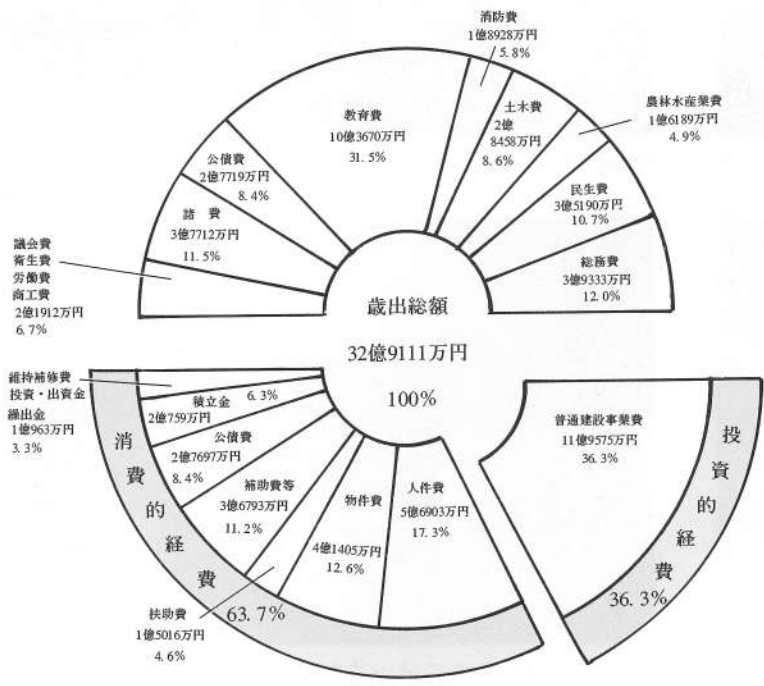 消防費
1億8928万円
5.8%
教育費
10億3670万円
31.5%
土木費
2億
8458万円
8.6%
農林水産業費
1億6189万円
4.9%
公債費
2億7719万円
8.4%
民生費
3億5190万円
10.7%
諸 費
3億7712万円
11.5%
総務費
3億9333万円
12.0%
議会費
衛生費
労働費
商工費
2億1912万円
6.7%
歳出総額
32億9111万円
100%
維持補修費
投資・出資金
繰出金
1億963万円
3.3%
積立金
6.3%
2億759万円
公債費
2億7697万円
8.4%
補助費等
3億6793万円
11.2%
扶助費
1億5016万円
4.6%
物件費
4億1405万円
12.6%
人件費
5億6903万円
17.3%
消費的経費
63.7%
普通建設事業費
11億9575万円
36.3%
投資的経費
36.3%